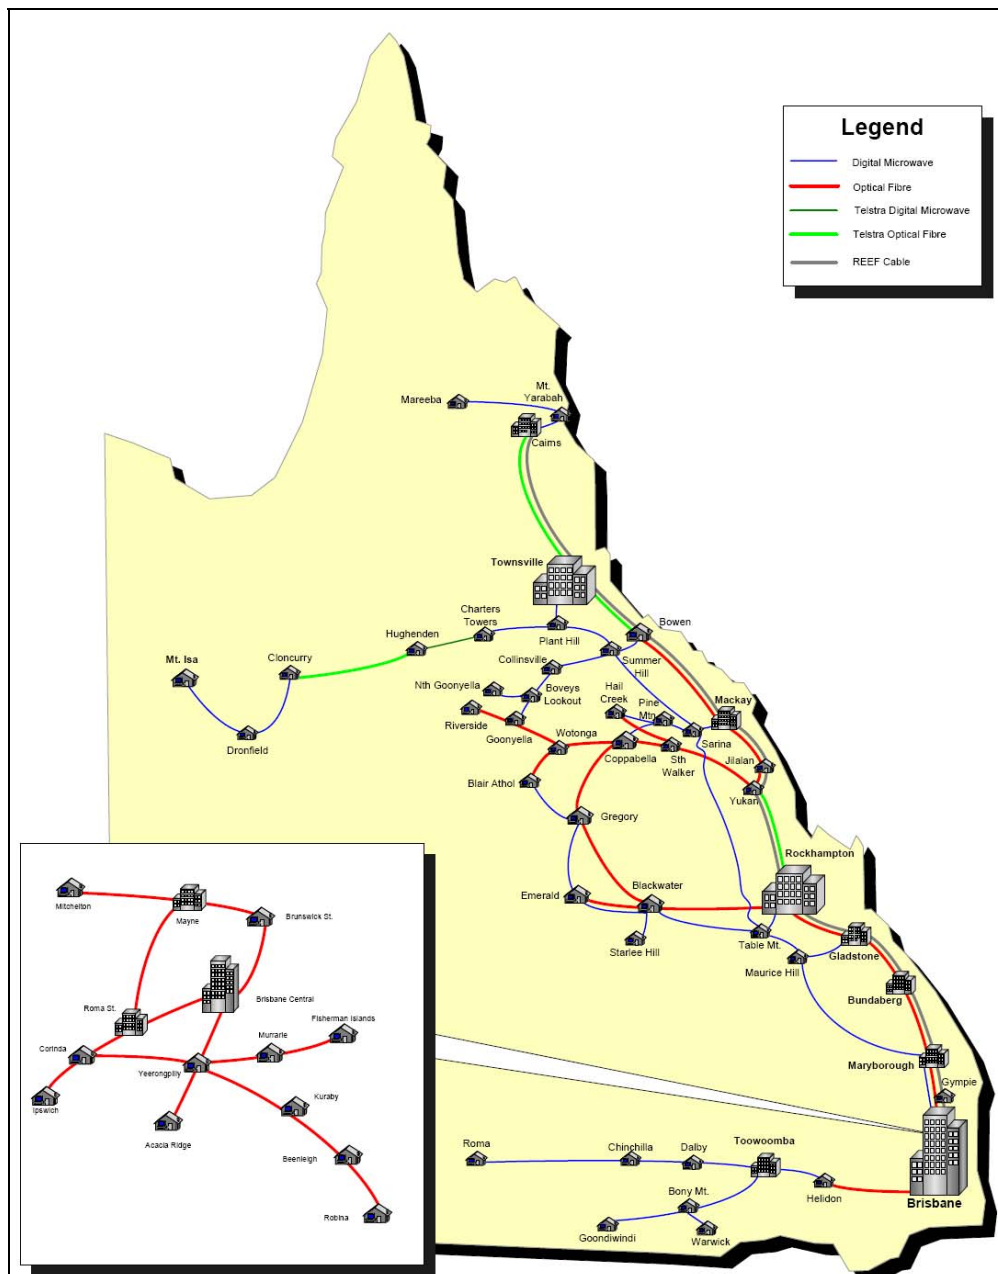 Legend
Digital Microwave
Optical Fibre
Telstra Digital Microwave
Telstra Optical Fibre
REEF Cable
Mt.
Yarabah
Mareeba
Cairns
Townsville
Charters
Towers
Bowen
Hughenden
Plant Hill
Mt. Isa
Cloncurry
Collinsville
Summer
Hill
Nth Goonyella
Boveys
Lookout
Hail
Creek
Pine
Mtn
Mackay
Riverside
Goonyella
Wotonga
Sarina
Dronfield
Coppabella
Sth
Walker
Jilalan
Blair Athol
Yukan
Gregory
Rockhampton
Emerald
Blackwater
Starlee Hill
Table Mt.
Gladstone
Maurice Hill
Bundaberg
Maryborough
Gympie
Roma
Chinchilla
Dalby
Toowoomba
Helidon
Brisbane
Bony Mt.
Goondiwindi
Warwick
Mitchelton
Mayne
Brunswick St.
Roma St.
Brisbane Central
Fisherman Islands
Murrarie
Corinda
Yeerongpilly
Ipswich
Kuraby
Acacia Ridge
Beenleigh
Robina